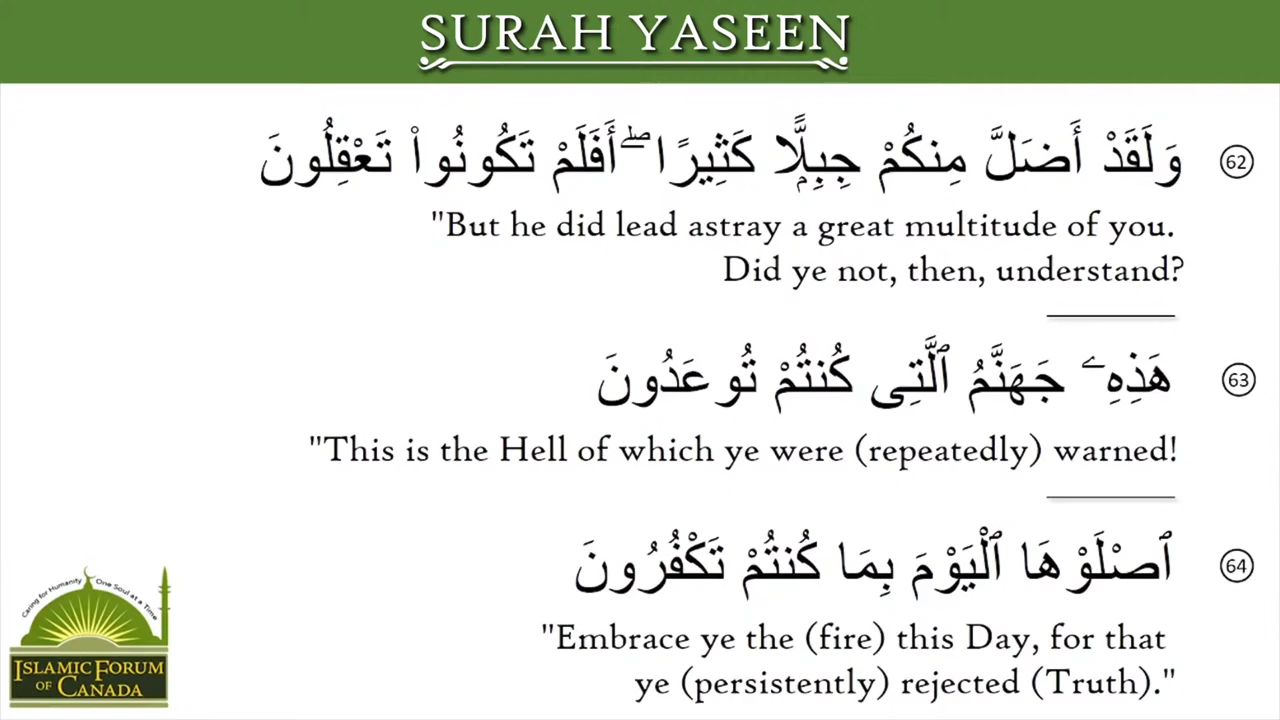 SURAH YASEEN
وَلَقَدْ أَضَلَّ مِنكُمْ جِبِلًّۭا كَثِيرًا ۖ أَفَلَمْ تَكُونُوا۟ تَعْقِلُونَ 62
"But he did lead astray a great multitude of you.
Did ye not, then, understand?
هَذِهِۦ جَهَنَّمُ ٱلَّتِى كُنتُمْ تُوعَدُونَ 63
"This is the Hell of which ye were (repeatedly) warned!
ٱصْلَوْهَا ٱلْيَوْمَ بِمَا كُنتُمْ تَكْفُرُونَ 64
"Embrace ye the (fire) this Day, for that
ye (persistently) rejected (Truth)."
Caring for Humanity One Soul at a Time
ISLAMIC FORUM
OF CANADA